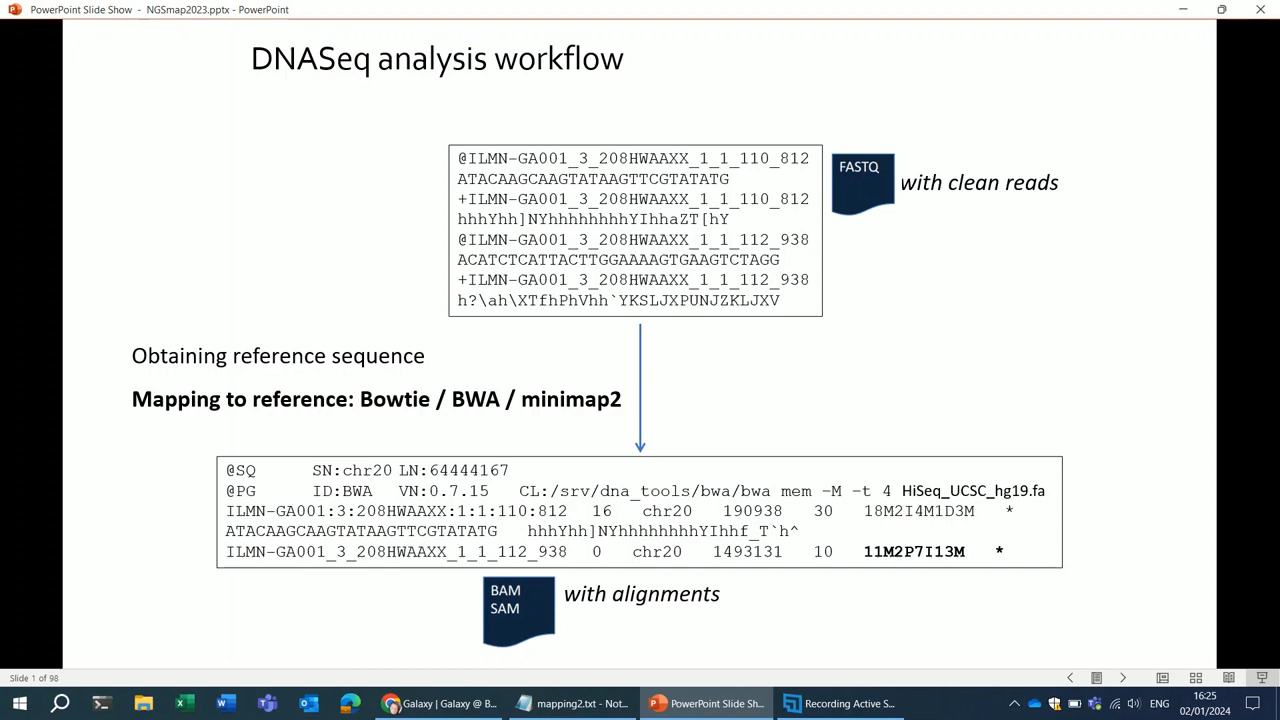 PowerPoint Slide Show - NGSmap2023.pptx - PowerPoint
DNASeq analysis workflow
@ILMN-GA001_3_208HWAAXX_1_1_110_812
ATACAAGCAAGTATAAGTTCGTATATG
+ILMN-GA001_3_208HWAAXX_1_1_110_812
hhhYhh]NYhhhhhhhhYIhhaZT[hY
@ILMN-GA001_3_208HWAAXX_1_1_112_938
ACATCTCATTACTTGGAAAAGTGAAGTCTAGG
+ILMN-GA001_3_208HWAAXX_1_1_112_938
h?\ah\XTfhPhVhh`YKSLJXPUNJZKLJXV
FASTQ
with clean reads
Obtaining reference sequence
Mapping to reference: Bowtie / BWA / minimap2
@SQ SN:chr20 LN:64444167
@PG ID:BWA VN:0.7.15 CL:/srv/dna_tools/bwa/bwa mem -M -t 4 HiSeq_UCSC_hg19.fa
ILMN-GA001:3:208HWAAXX:1:1:110:812 16 chr20 190938 30 18M2I4M1D3M *
ATACAAGCAAGTATAAGTTCGTATATG hhhYhh]NYhhhhhhhhYIhhf_T`h^
ILMN-GA001_3_208HWAAXX_1_1_112_938 0 chr20 1493131 10 11M2P7I13M *
BAM
SAM
with alignments
Slide 1 of 98
Galaxy | Galaxy @ B...
mapping2.txt - Not...
PowerPoint Slide Sh...
Recording Active S...
ENG
16:25
02/01/2024